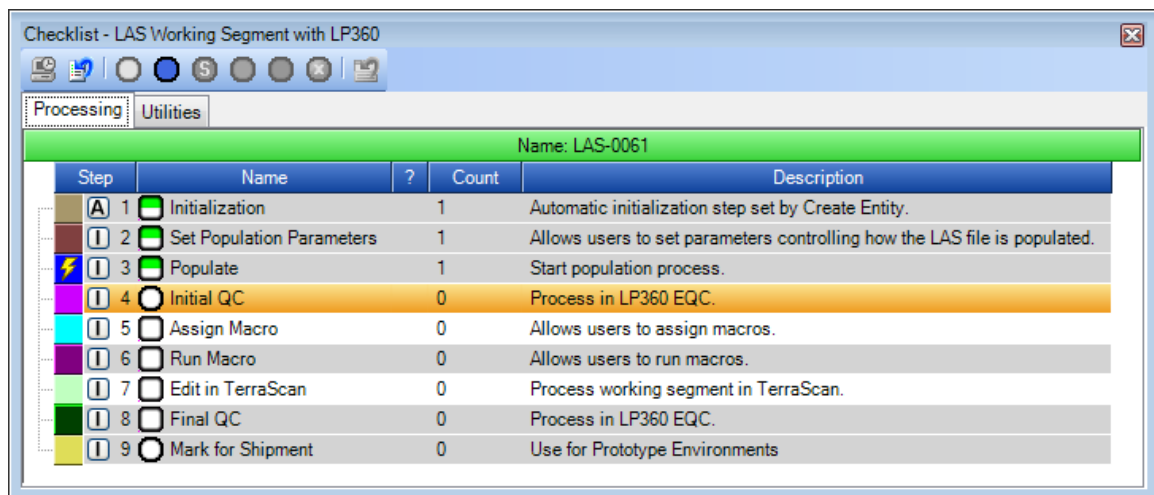 Checklist - LAS Working Segment with LP360
S
Processing Utilities
Name: LAS-0061
Step Name ? Count Description
A 1 Initialization 1 Automatic initialization step set by Create Entity.
I 2 Set Population Parameters 1 Allows users to set parameters controlling how the LAS file is populated.
I 3 Populate 1 Start population process.
I 4 Initial QC 0 Process in LP360 EQC.
I 5 Assign Macro 0 Allows users to assign macros.
I 6 Run Macro 0 Allows users to run macros.
I 7 Edit in TerraScan 0 Process working segment in TerraScan.
I 8 Final QC 0 Process in LP360 EQC.
I 9 Mark for Shipment 0 Use for Prototype Environments